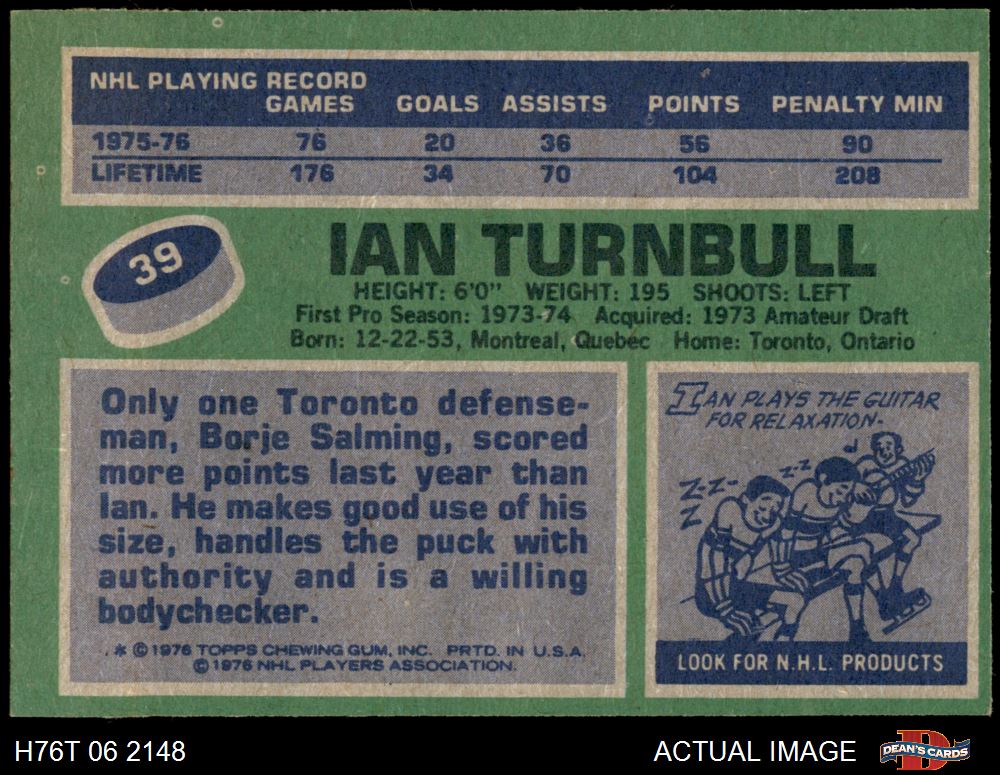 NHL PLAYING RECORD
GAMES GOALS ASSISTS POINTS PENALTY MIN
1975-76 76 20 36 56 90
LIFETIME 176 34 70 104 208
39
IAN TURNBULL
HEIGHT: 6'0" WEIGHT: 195 SHOOTS: LEFT
First Pro Season: 1973-74 Acquired: 1973 Amateur Draft
Born: 12-22-53, Montreal, Quebec Home: Toronto, Ontario
Only one Toronto defense-
man, Borje Salming, scored
more points last year than
Ian. He makes good use of his
size, handles the puck with
authority and is a willing
bodychecker.
* © 1976 TOPPS CHEWING GUM, INC. PRTD. IN U.S.A.
© 1976 NHL PLAYERS ASSOCIATION.
IAN PLAYS THE GUITAR
FOR RELAXATION-
Z-Z-
Z
Z-Z
LOOK FOR N.H.L. PRODUCTS
H76T 06 2148 ACTUAL IMAGE D DEAN'S CARDS